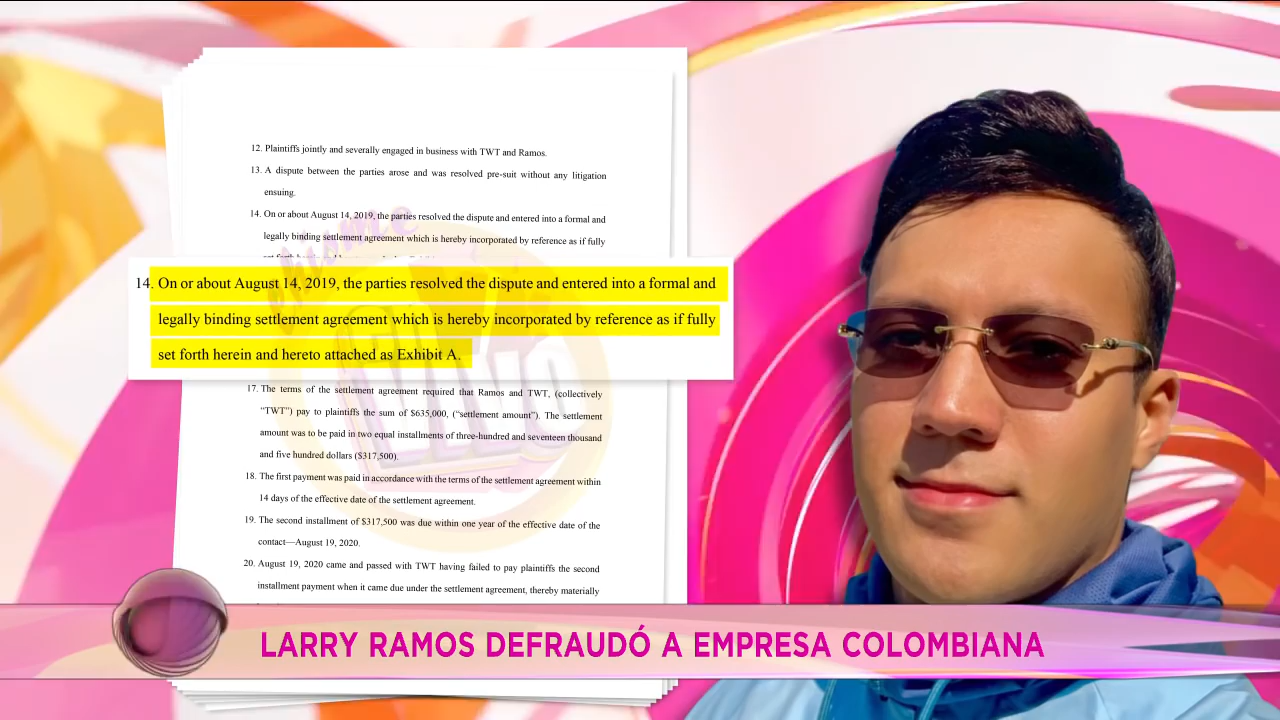 12. Plaintiffs jointly and severally engaged in business with TWT and Ramos.
13. A dispute between the parties arose and was resolved pre-suit without any litigation
ensuing.
14. On or about August 14, 2019, the parties resolved the dispute and entered into a formal and
legally binding settlement agreement which is hereby incorporated by reference as if fully
14. On or about August 14, 2019, the parties resolved the dispute and entered into a formal and
legally binding settlement agreement which is hereby incorporated by reference as if fully
set forth herein and hereto attached as Exhibit A.
17. The terms of the settlement agreement required that Ramos and TWT, (collectively
“TWT”) pay to plaintiffs the sum of $635,000, (“settlement amount”). The settlement
amount was to be paid in two equal installments of three-hundred and seventeen thousand
and five hundred dollars ($317,500).
18. The first payment was paid in accordance with the terms of the settlement agreement within
14 days of the effective date of the settlement agreement.
19. The second installment of $317,500 was due within one year of the effective date of the
contact—August 19, 2020.
20. August 19, 2020 came and passed with TWT having failed to pay plaintiffs the second
installment payment when it came due under the settlement agreement, thereby materially
LARRY RAMOS DEFRAUDÓ A EMPRESA COLOMBIANA